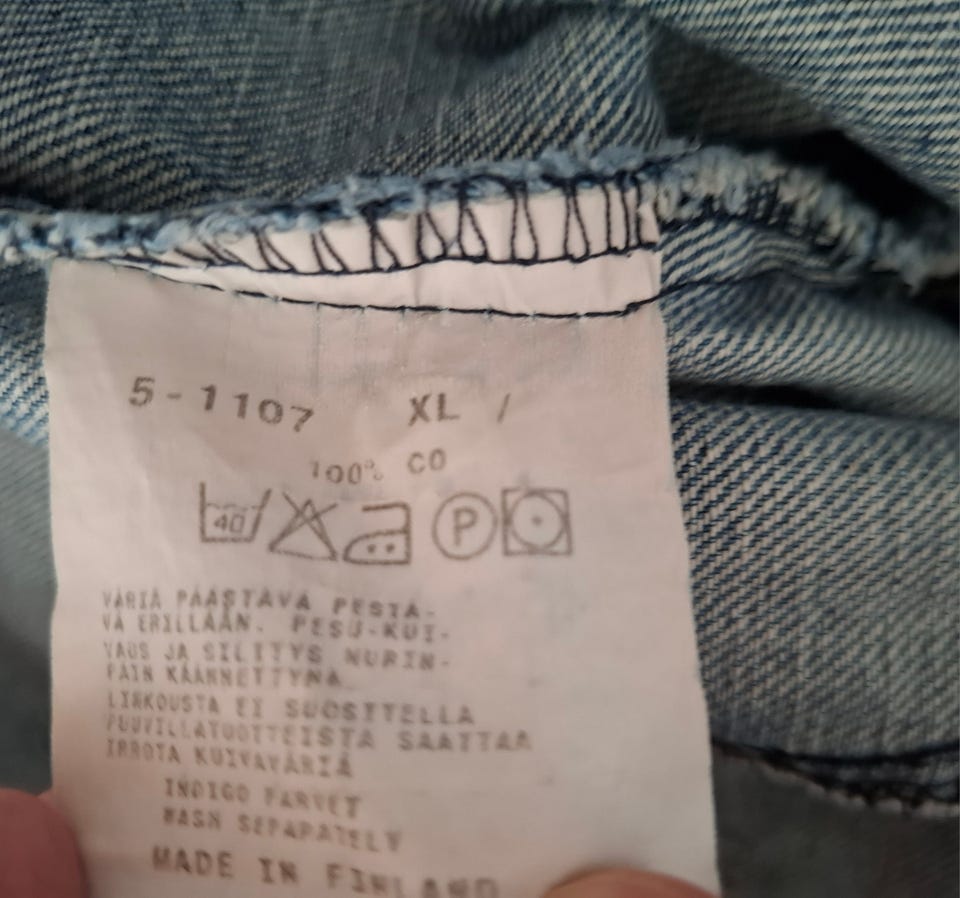 5-1107 XL /
100% CO
40 P
VÄRIÄ PÄÄSTÄVÄ PESTÄ-
VÄ ERILLÄÄN. PESU-KUI-
VAUS JA SILITYS NURIN-
PÄIN KÄÄNNETTYNÄ
LINKOUSTA EI SUOSITELLA
PUUVILLATUOTTEISTA SAATTAA
IRROTA KUIVAVÄRIÄ
INDIGO FARVET
WASH SEPARATELY
MADE IN FINLAND